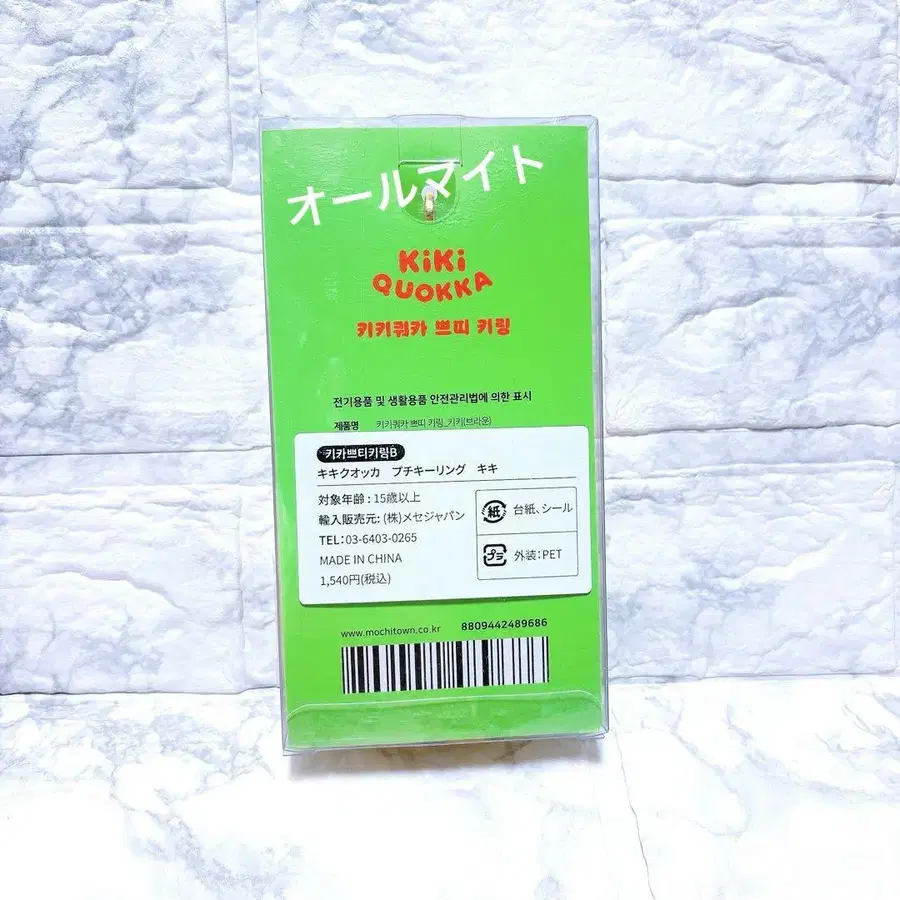 オールマイト
KiKi
QUOKKA
키키쿼카 쁘띠 키링
전기용품 및 생활용품 안전관리법에 의한 표시
제품명 키키쿼카 쁘띠 키링_키키(브라운)
키카쁘티키링B
キキクオッカ プチキーリング キキ
対象年齢 : 15歳以上
輸入販売元: (株)メセジャパン
TEL:03-6403-0265
MADE IN CHINA
1,540円(税込)
紙 台紙、シール
プラ 外装:PET
www.mochitown.co.kr 8809442489686